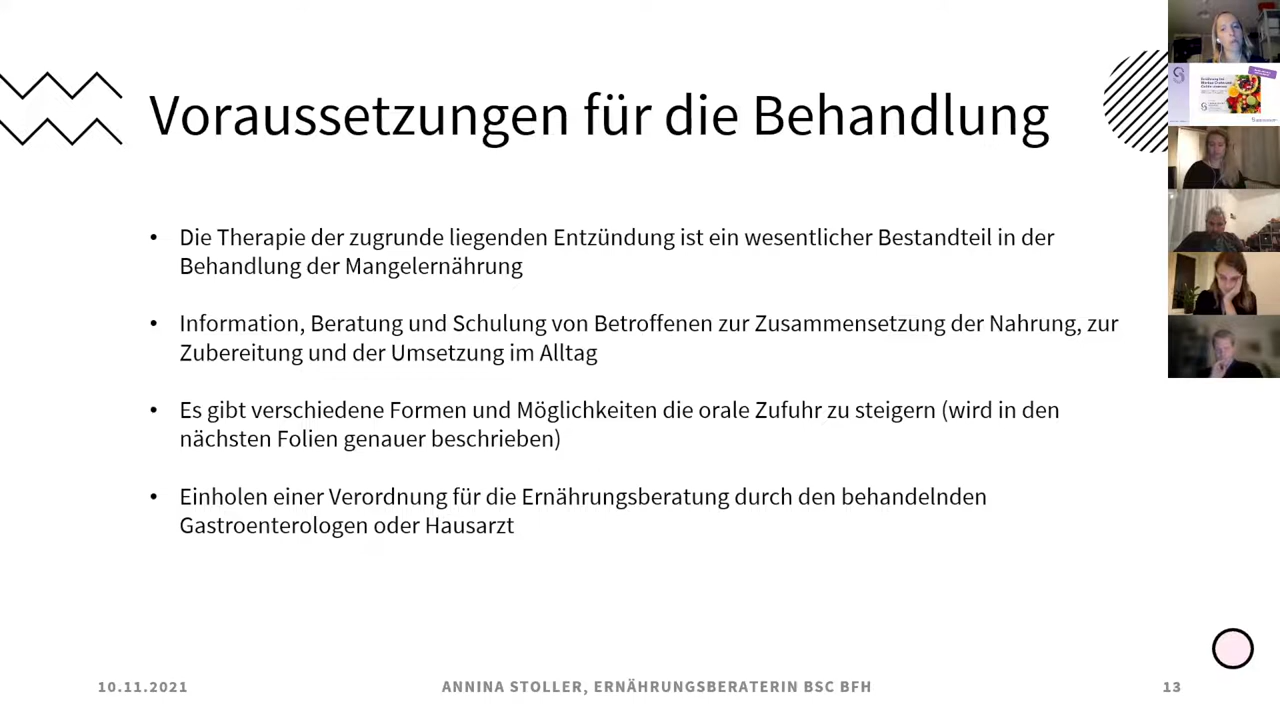 Voraussetzungen für die Behandlung
• Die Therapie der zugrunde liegenden Entzündung ist ein wesentlicher Bestandteil in der
Behandlung der Mangelernährung
• Information, Beratung und Schulung von Betroffenen zur Zusammensetzung der Nahrung, zur
Zubereitung und der Umsetzung im Alltag
• Es gibt verschiedene Formen und Möglichkeiten die orale Zufuhr zu steigern (wird in den
nächsten Folien genauer beschrieben)
• Einholen einer Verordnung für die Ernährungsberatung durch den behandelnden
Gastroenterologen oder Hausarzt
10.11.2021
ANNINA STOLLER, ERNÄHRUNGSBERATERIN BSC BFH
13